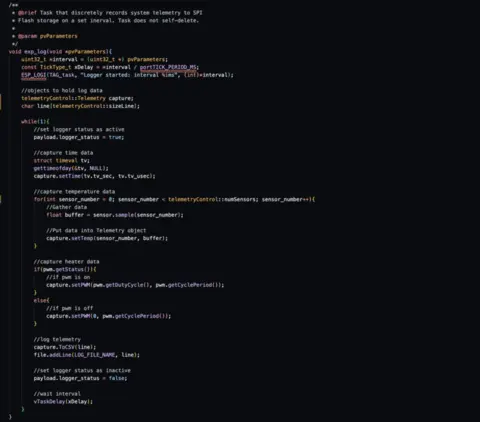 /**
 * @brief Task that discretely records system telemetry to SPI
 * Flash storage on a set inerval. Task does not self-delete.
 *
 * @param pvParameters
 */
void exp_log(void *pvParameters){
    uint32_t *interval = (uint32_t *) pvParameters;
    const TickType_t xDelay = *interval / portTICK_PERIOD_MS;
    ESP_LOGI(TAG_task, "Logger started: interval %ims", (int)*interval);

    //objects to hold log data
    telemetryControl::Telemetry capture;
    char line[telemetryControl::sizeLine];

    while(1){
        //set logger status as active
        payload.logger_status = true;

        //capture time data
        struct timeval tv;
        gettimeofday(&tv, NULL);
        capture.setTime(tv.tv_sec, tv.tv_usec);

        //capture temperature data
        for(int sensor_number = 0; sensor_number < telemetryControl::numSensors; sensor_number++){
            //Gather data
            float buffer = sensor.sample(sensor_number);

            //Put data into Telemetry object
            capture.setTemp(sensor_number, buffer);
        }

        //capture heater data
        if(pwm.getStatus()){
            //if pwm is on
            capture.setPWM(pwm.getDutyCycle(), pwm.getCyclePeriod());
        }
        else{
            //if pwm is off
            capture.setPWM(0, pwm.getCyclePeriod());
        }

        //log telemetry
        capture.ToCSV(line);
        file.addLine(LOG_FILE_NAME, line);

        //set logger status as inactive
        payload.logger_status = false;

        //wait interval
        vTaskDelay(xDelay);
    }
}